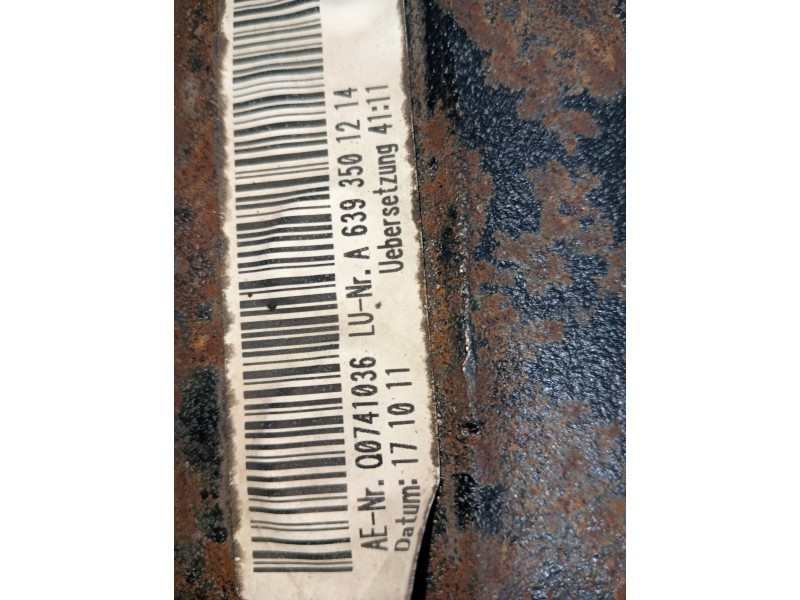 AE-Nr. Q0741036 LU-Nr. A 639 350 12 14
Datum: 17 10 11 Uebersetzung 41:11